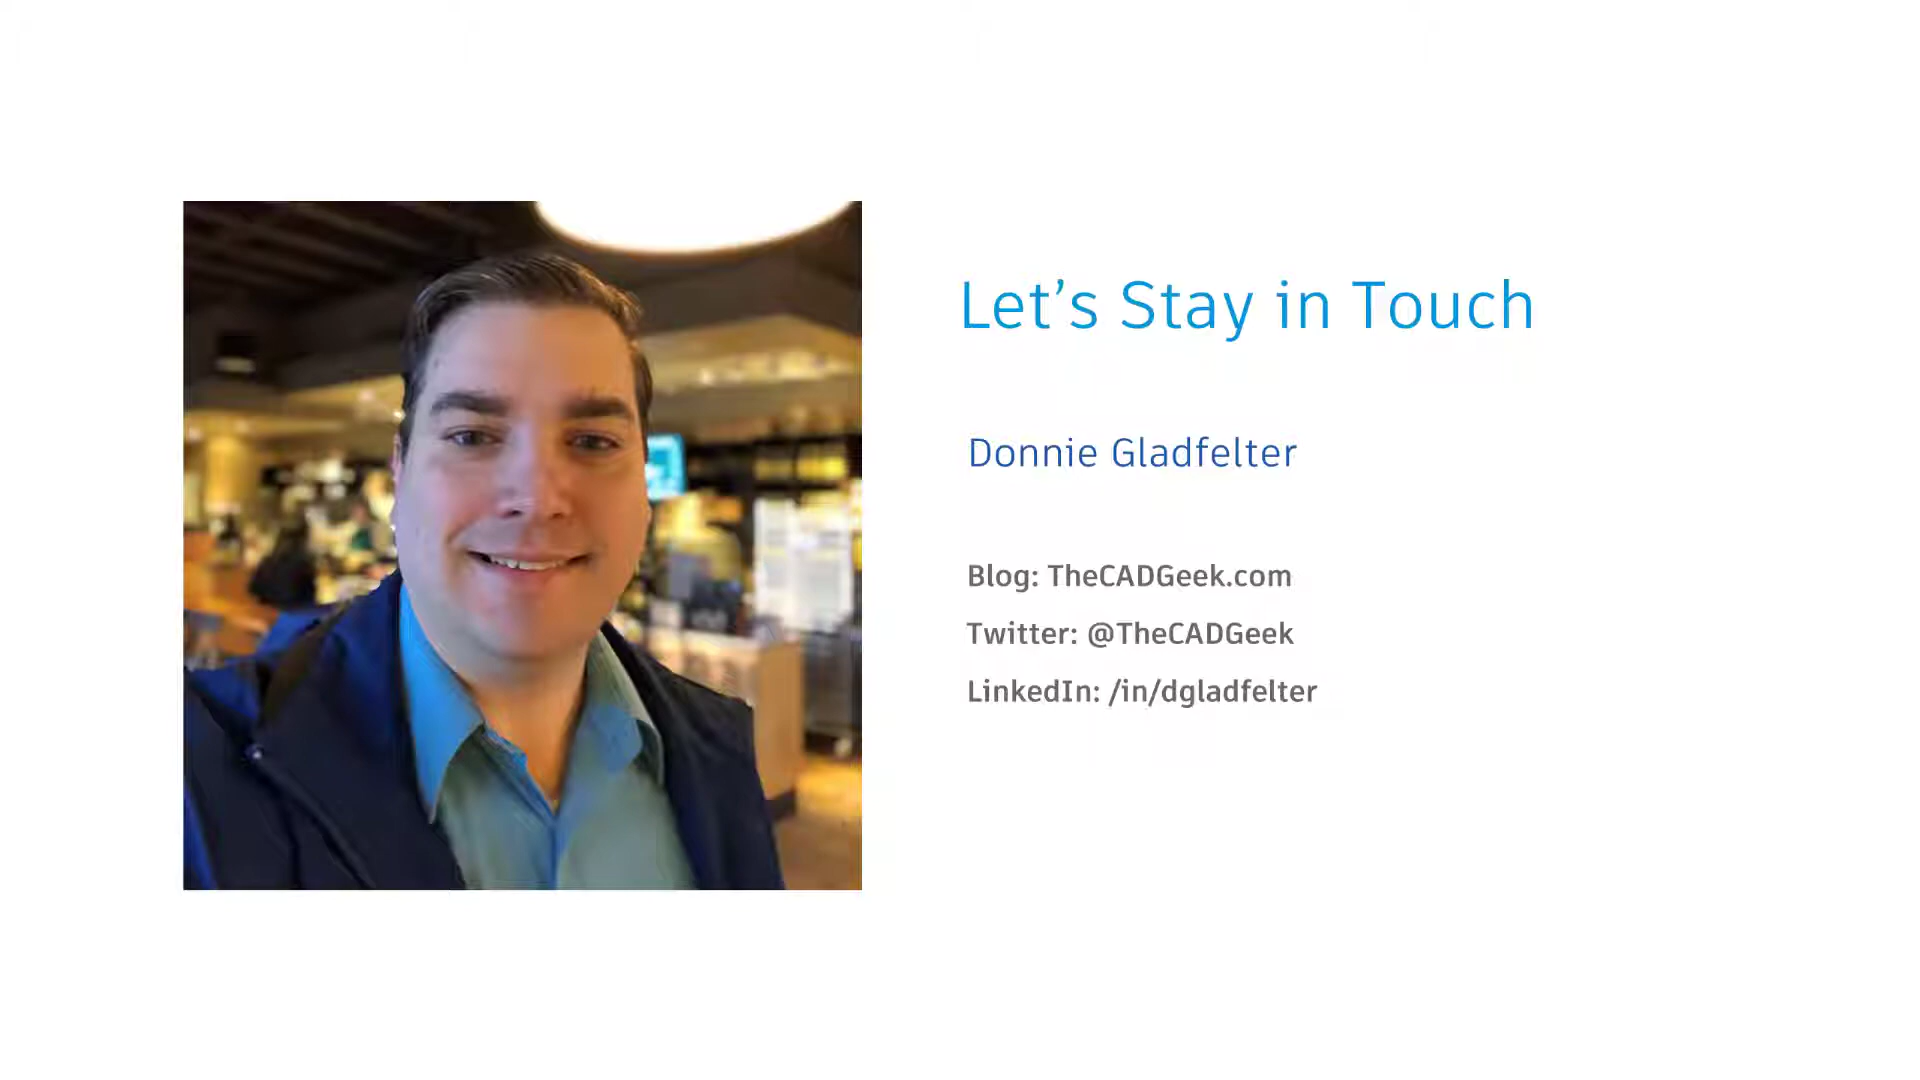 Let’s Stay in Touch
Donnie Gladfelter
Blog: TheCADGeek.com
Twitter: @TheCADGeek
LinkedIn: /in/dgladfelter